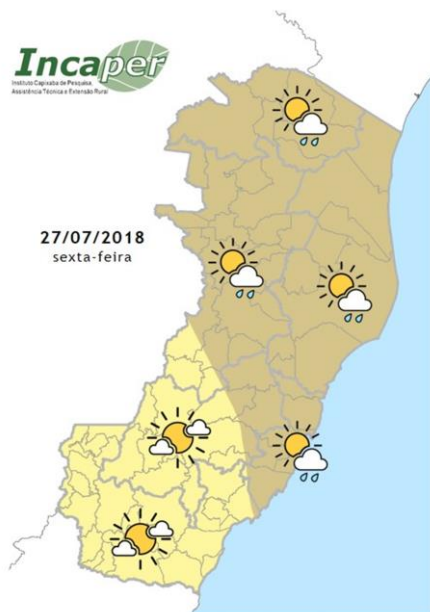 Incaper
Instituto Capixaba de Pesquisa,
Assistência Técnica e Extensão Rural
27/07/2018
sexta-feira